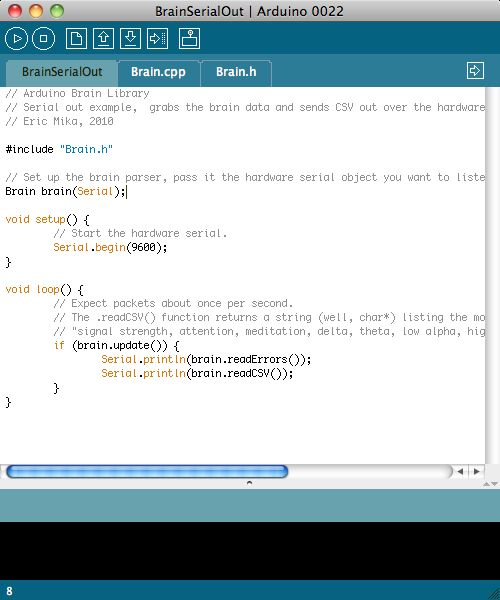 BrainSerialOut | Arduino 0022
BrainSerialOut Brain.cpp Brain.h
// Arduino Brain Library
// Serial out example,  grabs the brain data and sends CSV out over the hardware
// Eric Mika, 2010
#include "Brain.h"
// Set up the brain parser, pass it the hardware serial object you want to liste
Brain brain(Serial);
void setup() {
// Start the hardware serial.
Serial.begin(9600);
}
void loop() {
// Expect packets about once per second.
// The .readCSV() function returns a string (well, char*) listing the mo
// "signal strength, attention, meditation, delta, theta, low alpha, hig
if (brain.update()) {
Serial.println(brain.readErrors());
Serial.println(brain.readCSV());
}
}
8